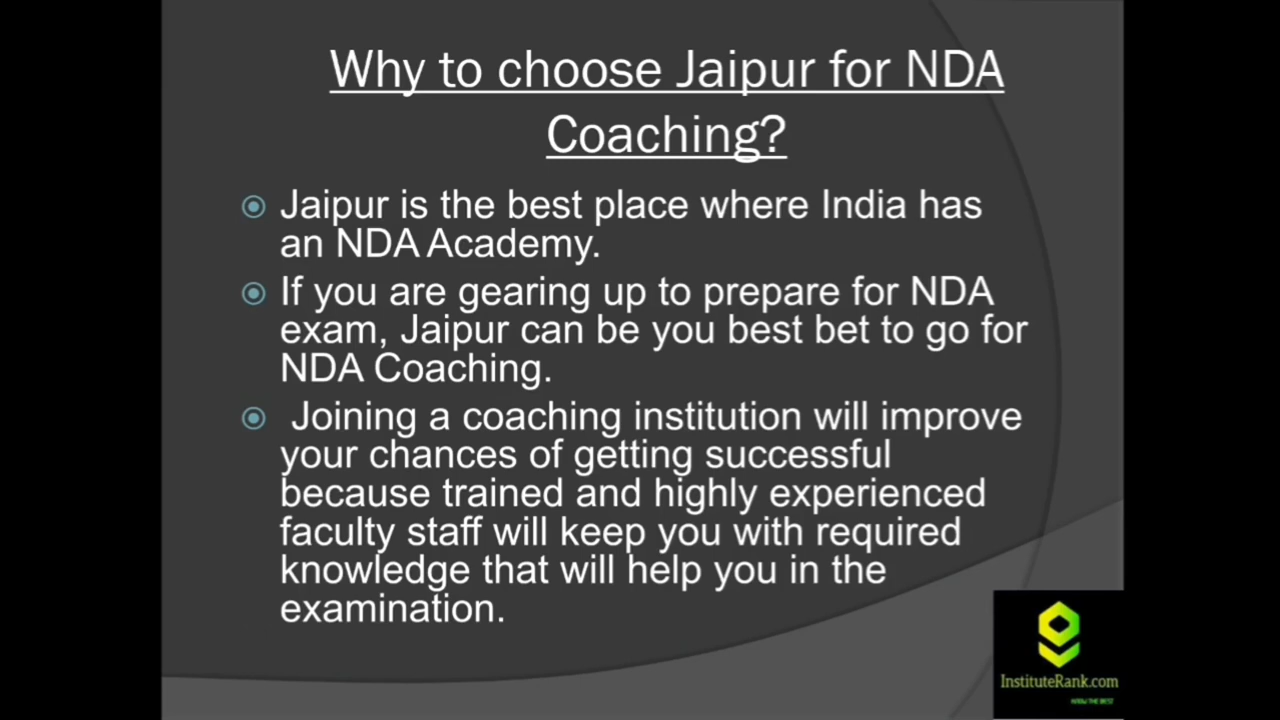 Why to choose Jaipur for NDA
Coaching?
Jaipur is the best place where India has
an NDA Academy.
If you are gearing up to prepare for NDA
exam, Jaipur can be you best bet to go for
NDA Coaching.
Joining a coaching institution will improve
your chances of getting successful
because trained and highly experienced
faculty staff will keep you with required
knowledge that will help you in the
examination.
InstituteRank.com
KNOW THE BEST